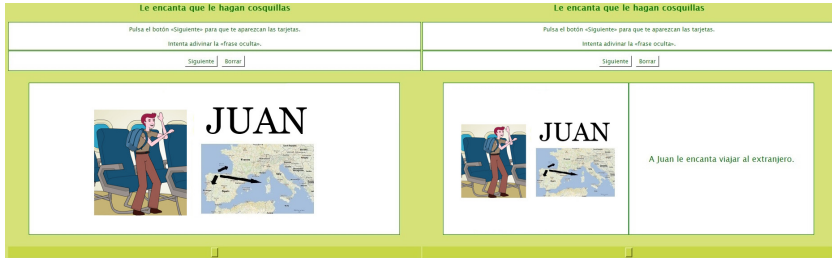 Le encanta que le hagan cosquillas
Pulsa el botón «Siguiente» para que te aparezcan las tarjetas.
Intenta adivinar la «frase oculta».
Siguiente Borrar
JUAN
Le encanta que le hagan cosquillas
Pulsa el botón «Siguiente» para que te aparezcan las tarjetas.
Intenta adivinar la «frase oculta».
Siguiente Borrar
JUAN
A Juan le encanta viajar al extranjero.